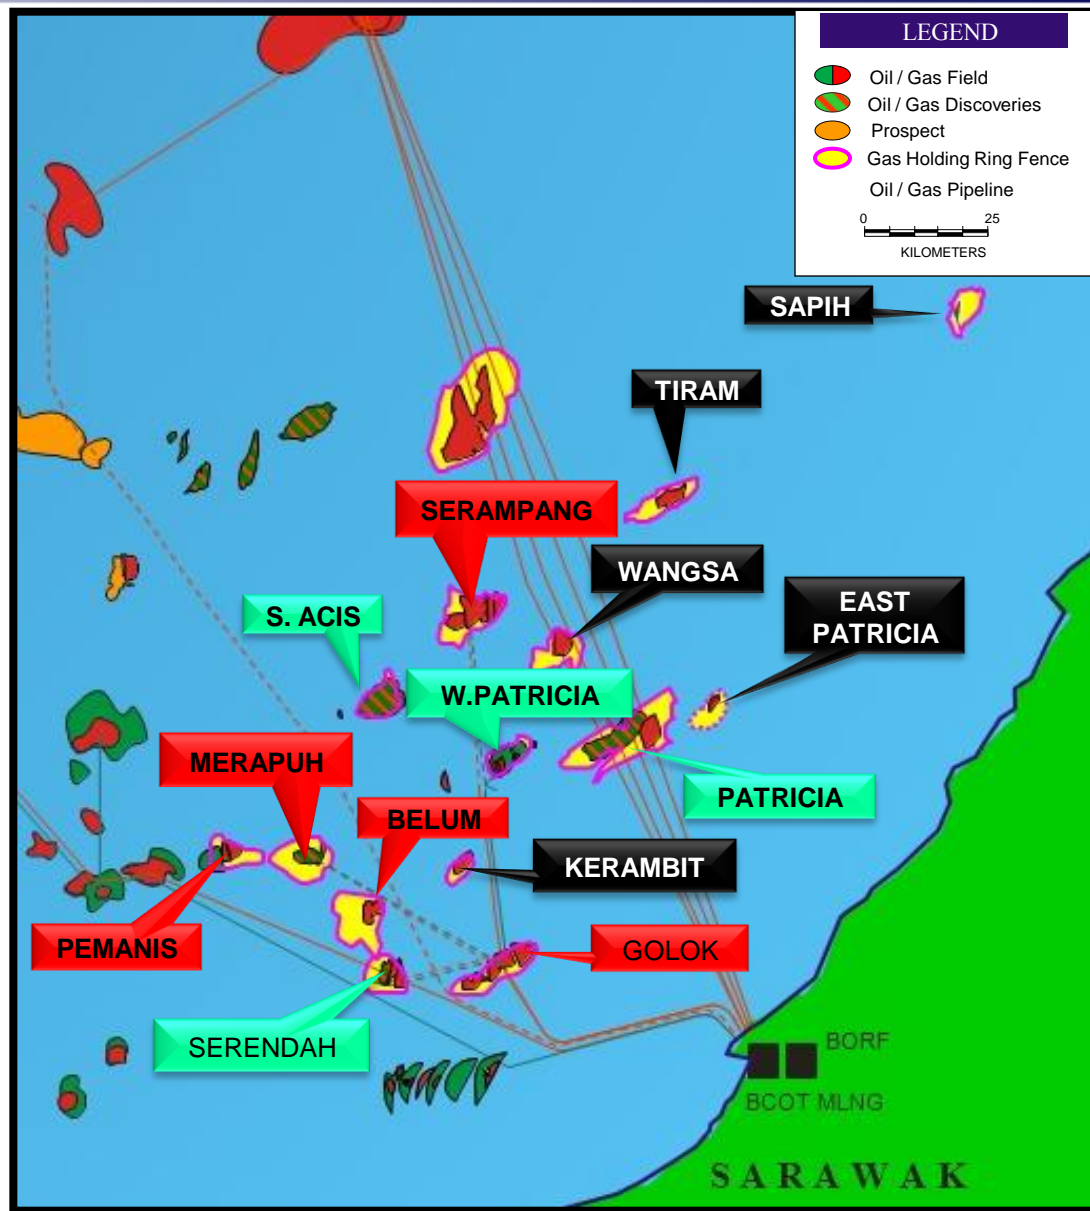 LEGEND
Oil / Gas Field
Oil / Gas Discoveries
Prospect
Gas Holding Ring Fence
Oil / Gas Pipeline
0 25
KILOMETERS
SAPIH
TIRAM
SERAMPANG
WANGSA
EAST
PATRICIA
S. ACIS
W.PATRICIA
MERAPUH
PATRICIA
BELUM
KERAMBIT
PEMANIS
GOLOK
SERENDAH
BORF
BCOT MLNG
SARAWAK